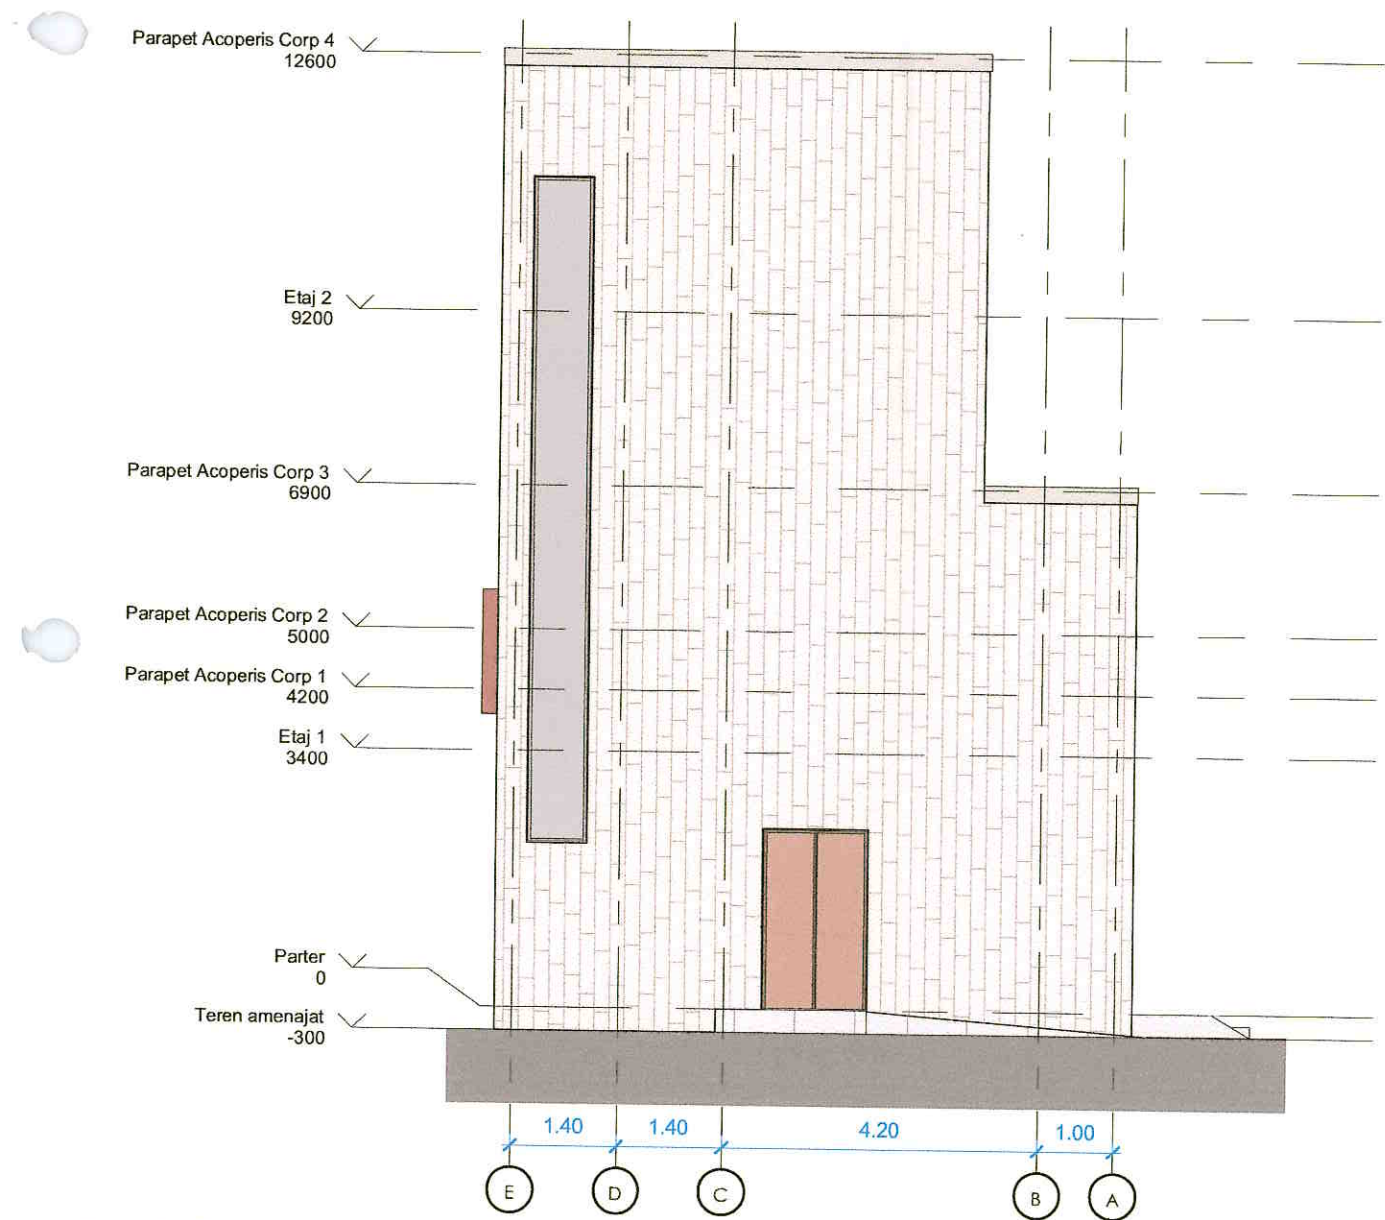 Parapet Acoperis Corp 4
12600
Etaj 2
9200
Parapet Acoperis Corp 3
6900
Parapet Acoperis Corp 2
5000
Parapet Acoperis Corp 1
4200
Etaj 1
3400
Parter
0
Teren amenajat
-300
1.40 1.40 4.20 1.00
E D C B A